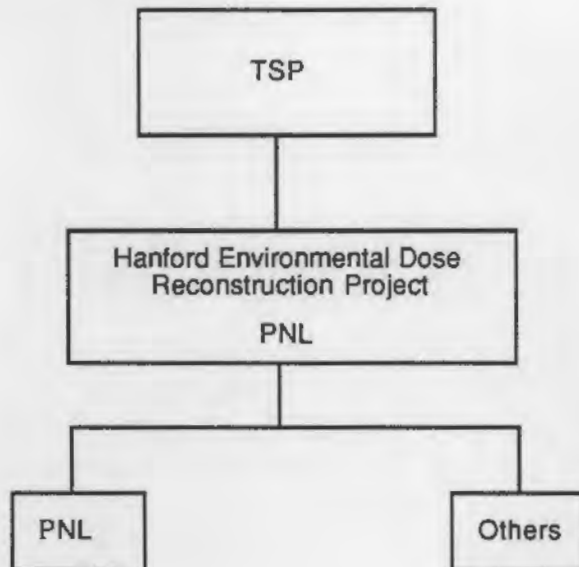 TSP
Hanford Environmental Dose
Reconstruction Project
PNL
PNL
Others